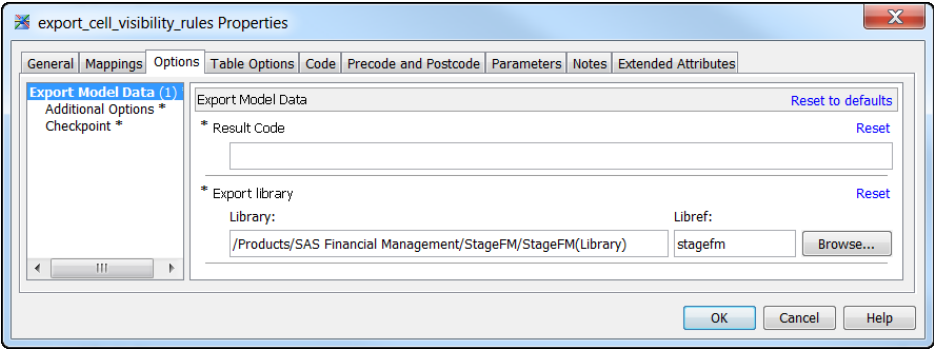 export_cell_visibility_rules Properties
X
General Mappings Options Table Options Code Precode and Postcode Parameters Notes Extended Attributes
Export Model Data (1)
Additional Options *
Checkpoint *
Export Model Data Reset to defaults
* Result Code Reset
* Export library Reset
Library: Libref:
/Products/SAS Financial Management/StageFM/StageFM(Library) stagefm Browse...
OK Cancel Help